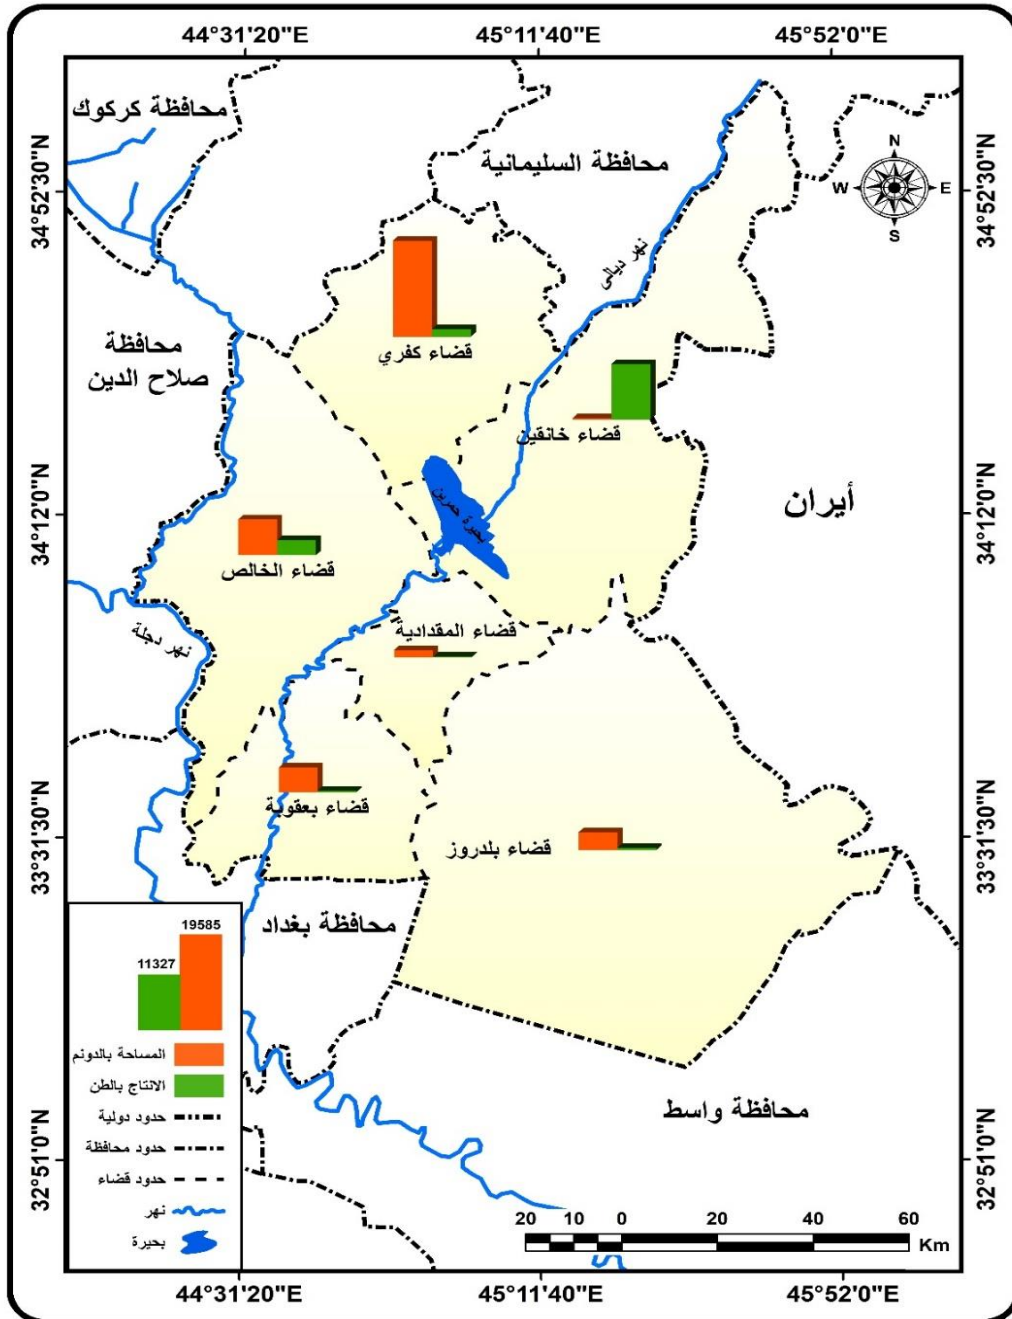 44°31'20"E 45°11'40"E 45°52'0"E
محافظة كركوك
محافظة السليمانية
N
W E
S
34°52'30"N
34°52'30"N
نهر ديالى
محافظة
صلاح الدين
قضاء كفري
قضاء خانقين
أيران
34°12'0"N
34°12'0"N
بحيرة حمرين
قضاء الخالص
قضاء المقدادية
نهر دجلة
قضاء بعقوبة
قضاء بلدروز
33°31'30"N
33°31'30"N
محافظة بغداد
محافظة واسط
19585
11327
المساحة بالدونم
الانتاج بالطن
حدود دولية
حدود محافظة
حدود قضاء
نهر
بحيرة
32°51'0"N
32°51'0"N
20 10 0 20 40 60
Km
44°31'20"E 45°11'40"E 45°52'0"E